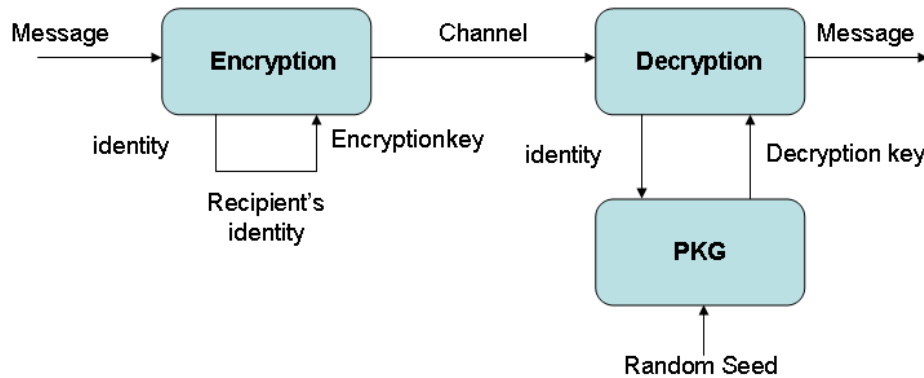 Message
Encryption
Channel
Decryption
Message
identity
Encryptionkey
Recipient's
identity
identity
Decryption key
PKG
Random Seed